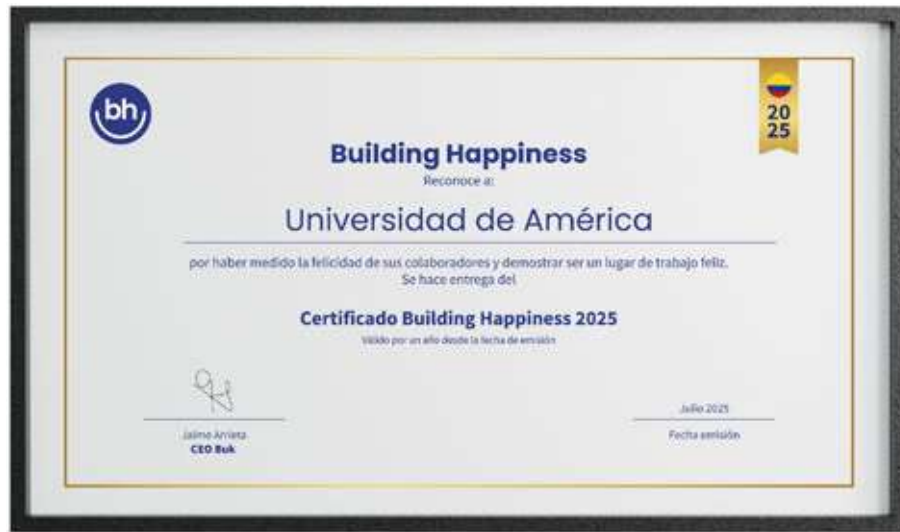 bh
20
25
Building Happiness
Reconoce a:
Universidad de América
por haber medido la felicidad de sus colaboradores y demostrar ser un lugar de trabajo feliz.
Se hace entrega del
Certificado Building Happiness 2025
Válido por un año desde la fecha de emisión
Julio 2025
Jaime Arrieta
Fecha emisión
CEO Buk